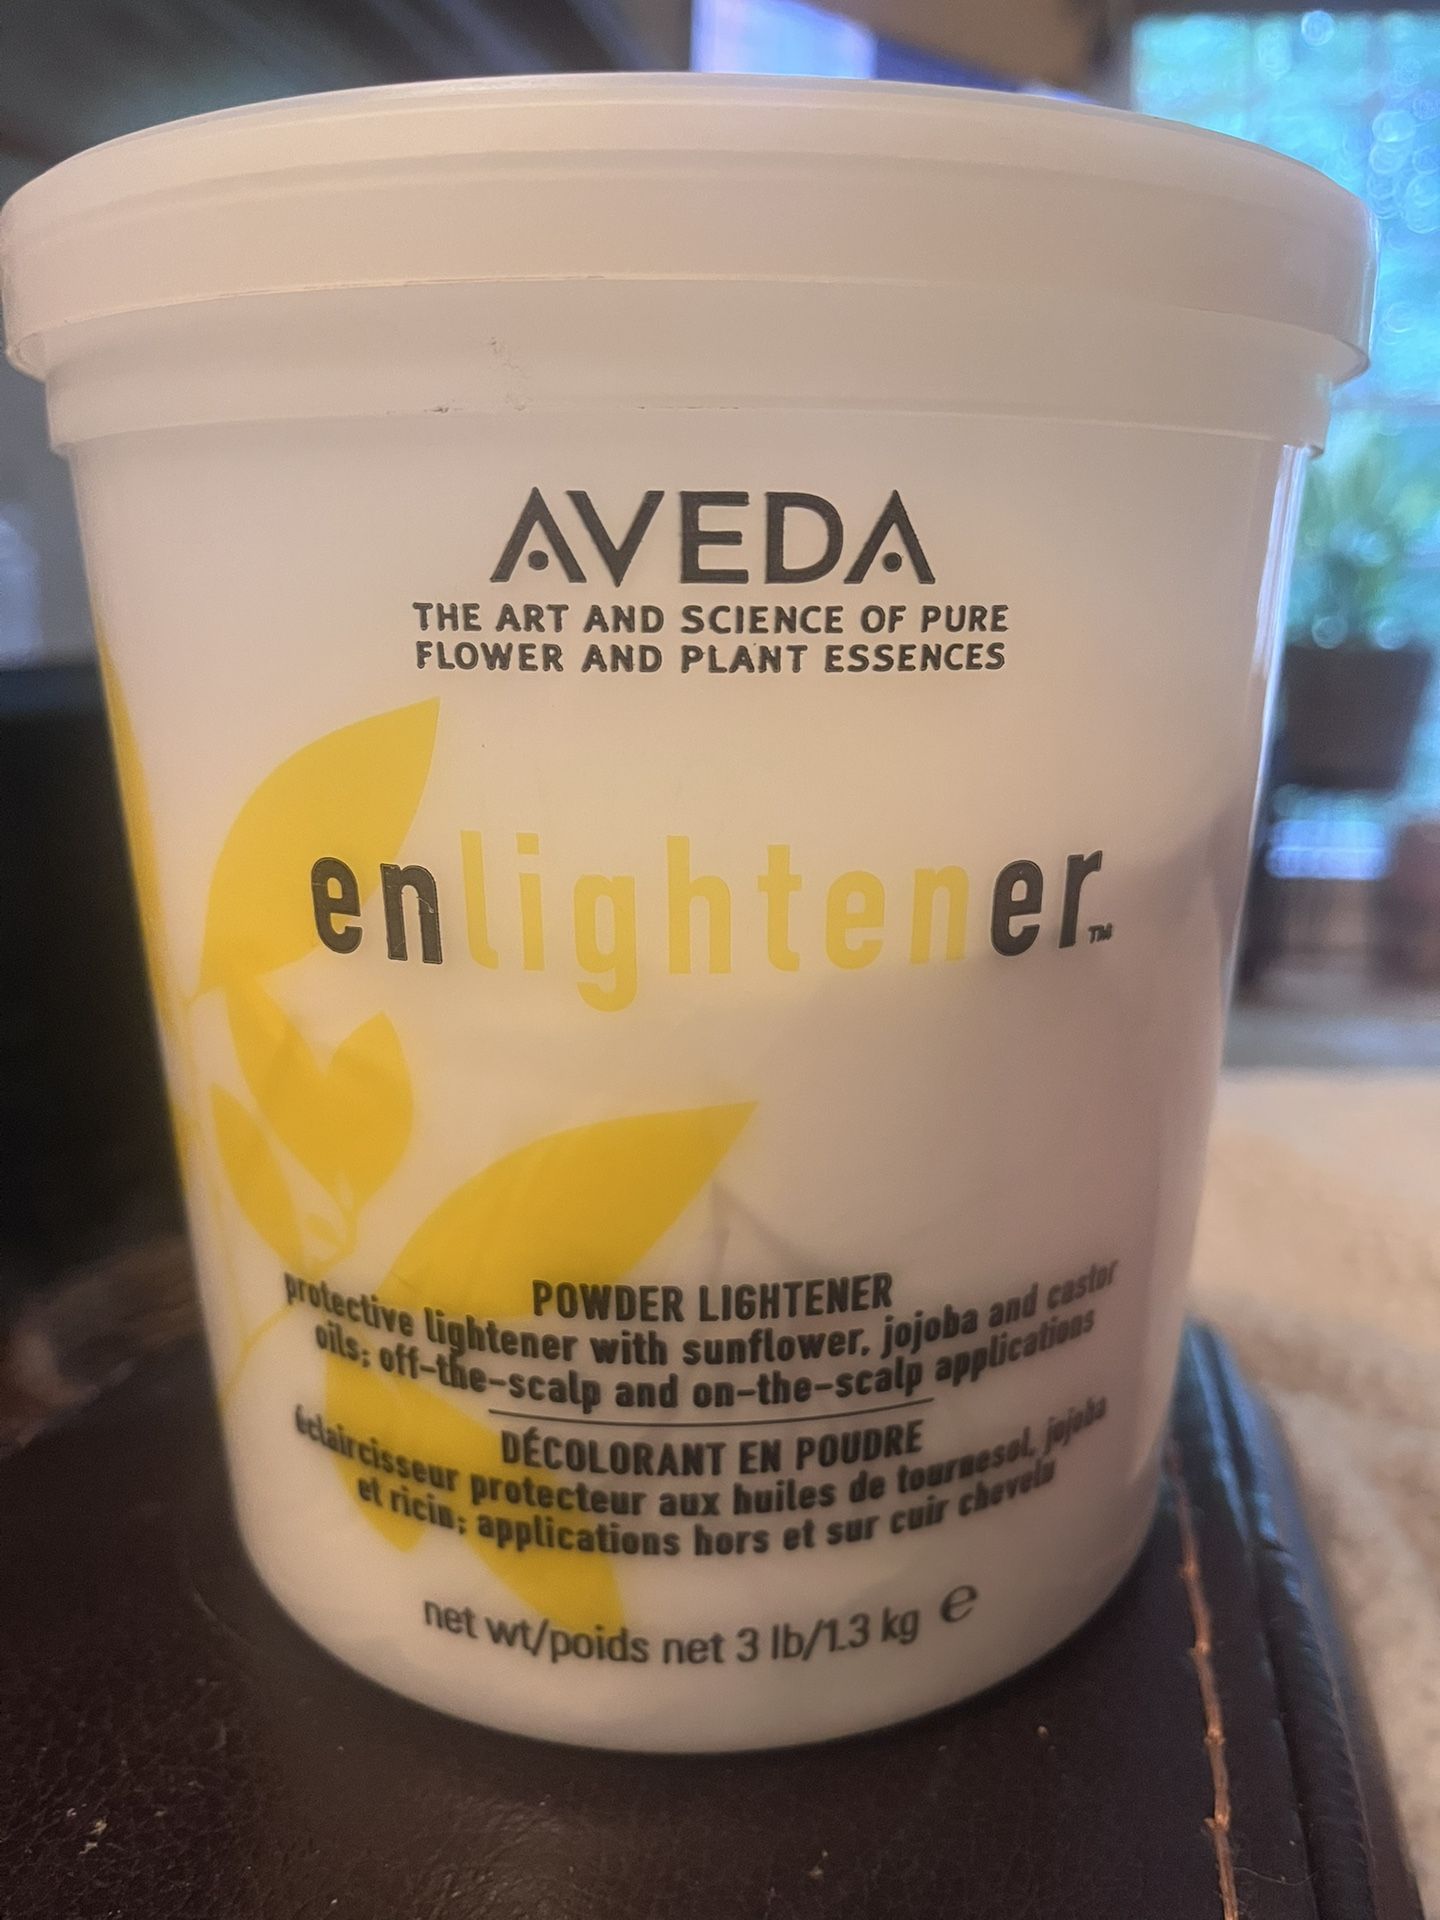 AVEDA
THE ART AND SCIENCE OF PURE
FLOWER AND PLANT ESSENCES
enlightener™
POWDER LIGHTENER
protective lightener with sunflower, jojoba and castor
oils; off-the-scalp and on-the-scalp applications
DÉCOLORANT EN POUDRE
éclaircisseur protecteur aux huiles de tournesol, jojoba
et ricin; applications hors et sur cuir chevelu
net wt/poids net 3 lb/1.3 kg ℮